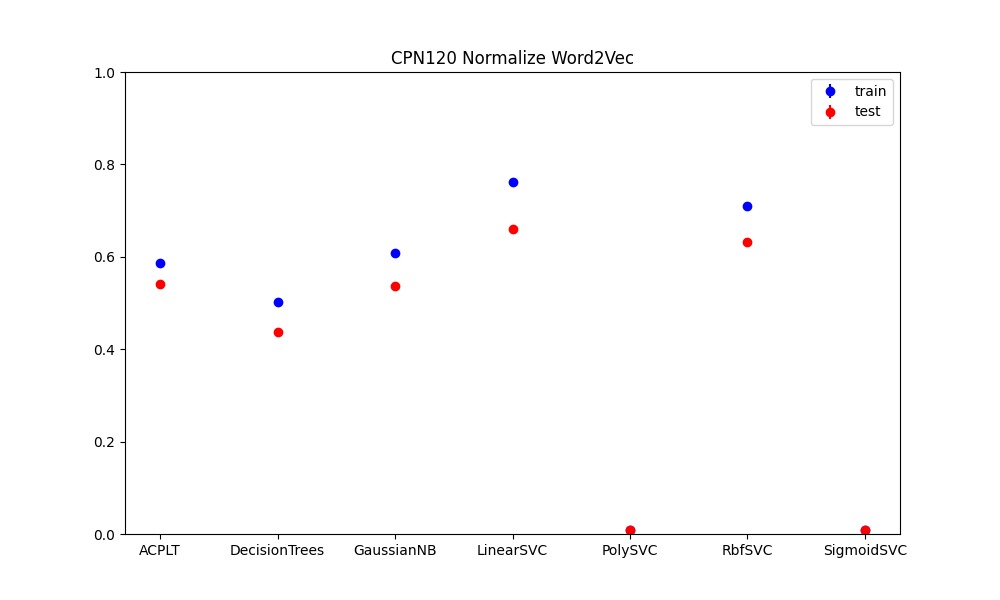 CPN120 Normalize Word2Vec
train
test
1.0
0.8
0.6
0.4
0.2
0.0
ACPLT DecisionTrees GaussianNB LinearSVC PolySVC RbfSVC SigmoidSVC